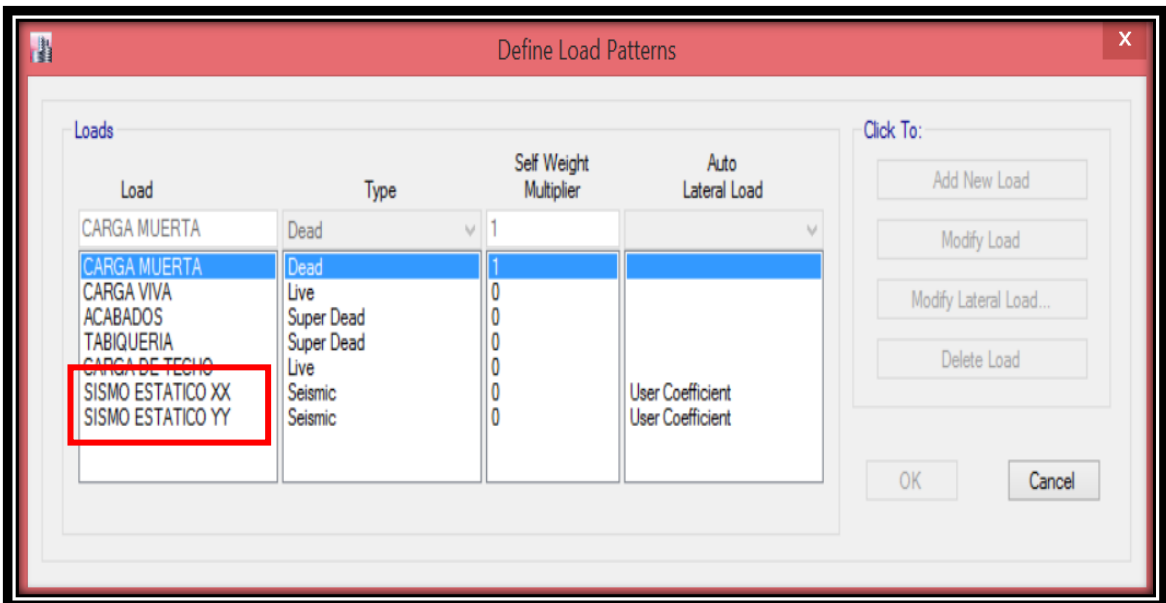 Define Load Patterns
X
Loads
Click To:
Load Type Self Weight Multiplier Auto Lateral Load
CARGA MUERTA Dead 1
CARGA MUERTA Dead 1
CARGA VIVA Live 0
ACABADOS Super Dead 0
TABIQUERIA Super Dead 0
CARGA DE TECHO Live 0
SISMO ESTATICO XX Seismic 0 User Coefficient
SISMO ESTATICO YY Seismic 0 User Coefficient
Add New Load
Modify Load
Modify Lateral Load...
Delete Load
OK Cancel